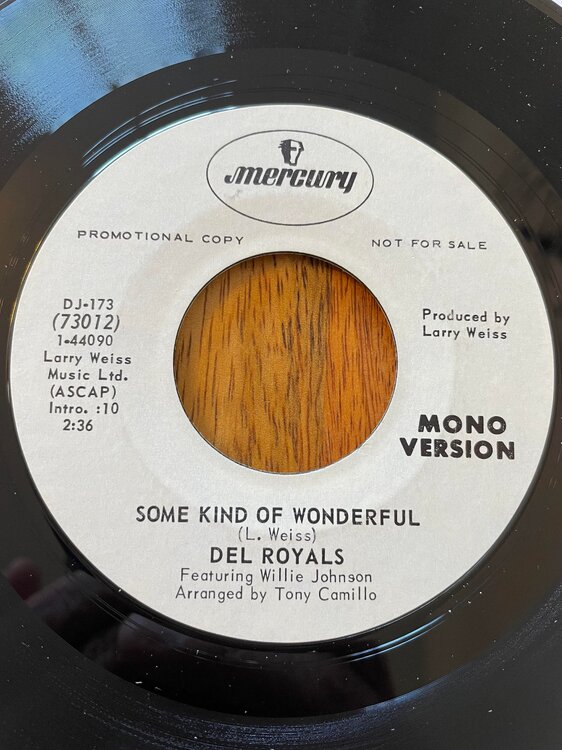 mercury
PROMOTIONAL COPY
NOT FOR SALE
DJ-173
(73012)
1-44090
Larry Weiss
Music Ltd.
(ASCAP)
Intro. :10
2:36
Produced by
Larry Weiss
MONO
VERSION
SOME KIND OF WONDERFUL
(L. Weiss)
DEL ROYALS
Featuring Willie Johnson
Arranged by Tony Camillo